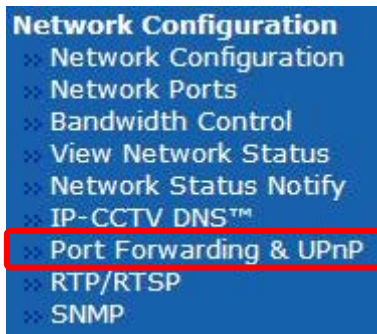 Network Configuration
» Network Configuration
» Network Ports
» Bandwidth Control
» View Network Status
» Network Status Notify
» IP-CCTV DNS™
» Port Forwarding & UPnP
» RTP/RTSP
» SNMP